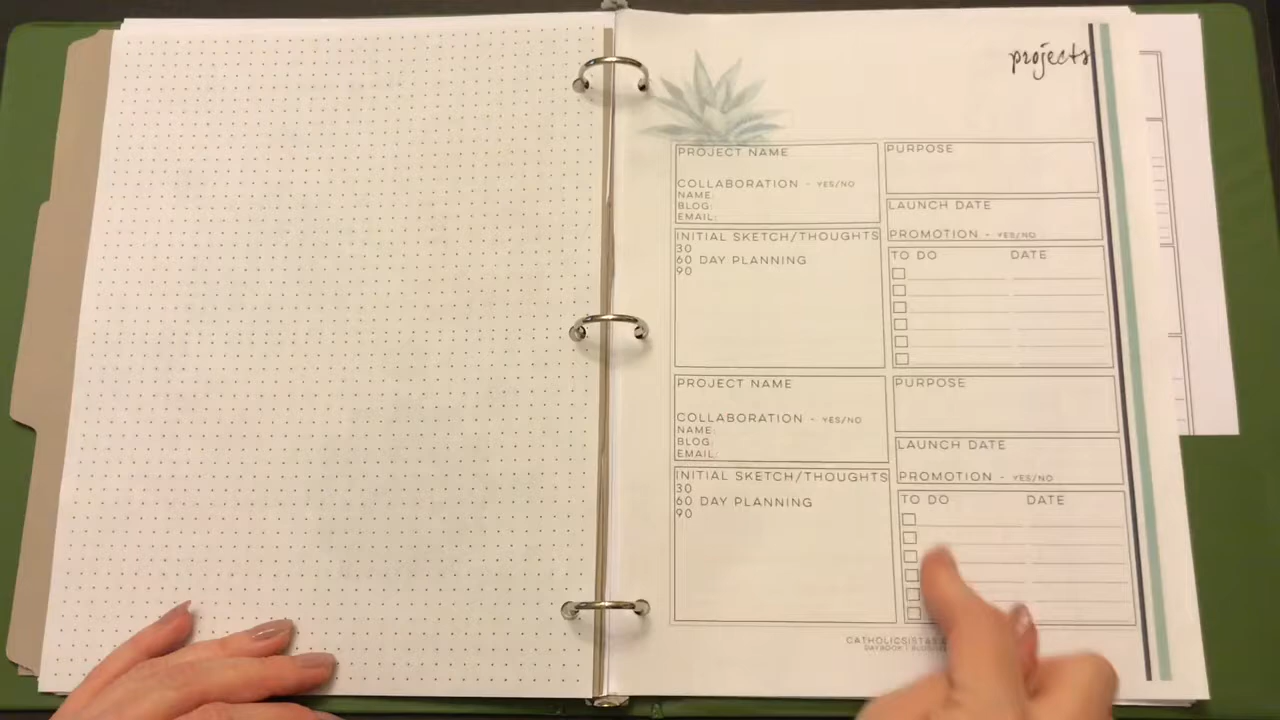 projects
PROJECT NAME
COLLABORATION - YES/NO
NAME:
BLOG:
EMAIL:
PURPOSE
LAUNCH DATE
PROMOTION - YES/NO
INITIAL SKETCH/THOUGHTS
30
60 DAY PLANNING
90
TO DO DATE
PROJECT NAME
COLLABORATION - YES/NO
NAME:
BLOG:
EMAIL:
PURPOSE
LAUNCH DATE
PROMOTION - YES/NO
INITIAL SKETCH/THOUGHTS
30
60 DAY PLANNING
90
TO DO DATE
DAYBOOK |